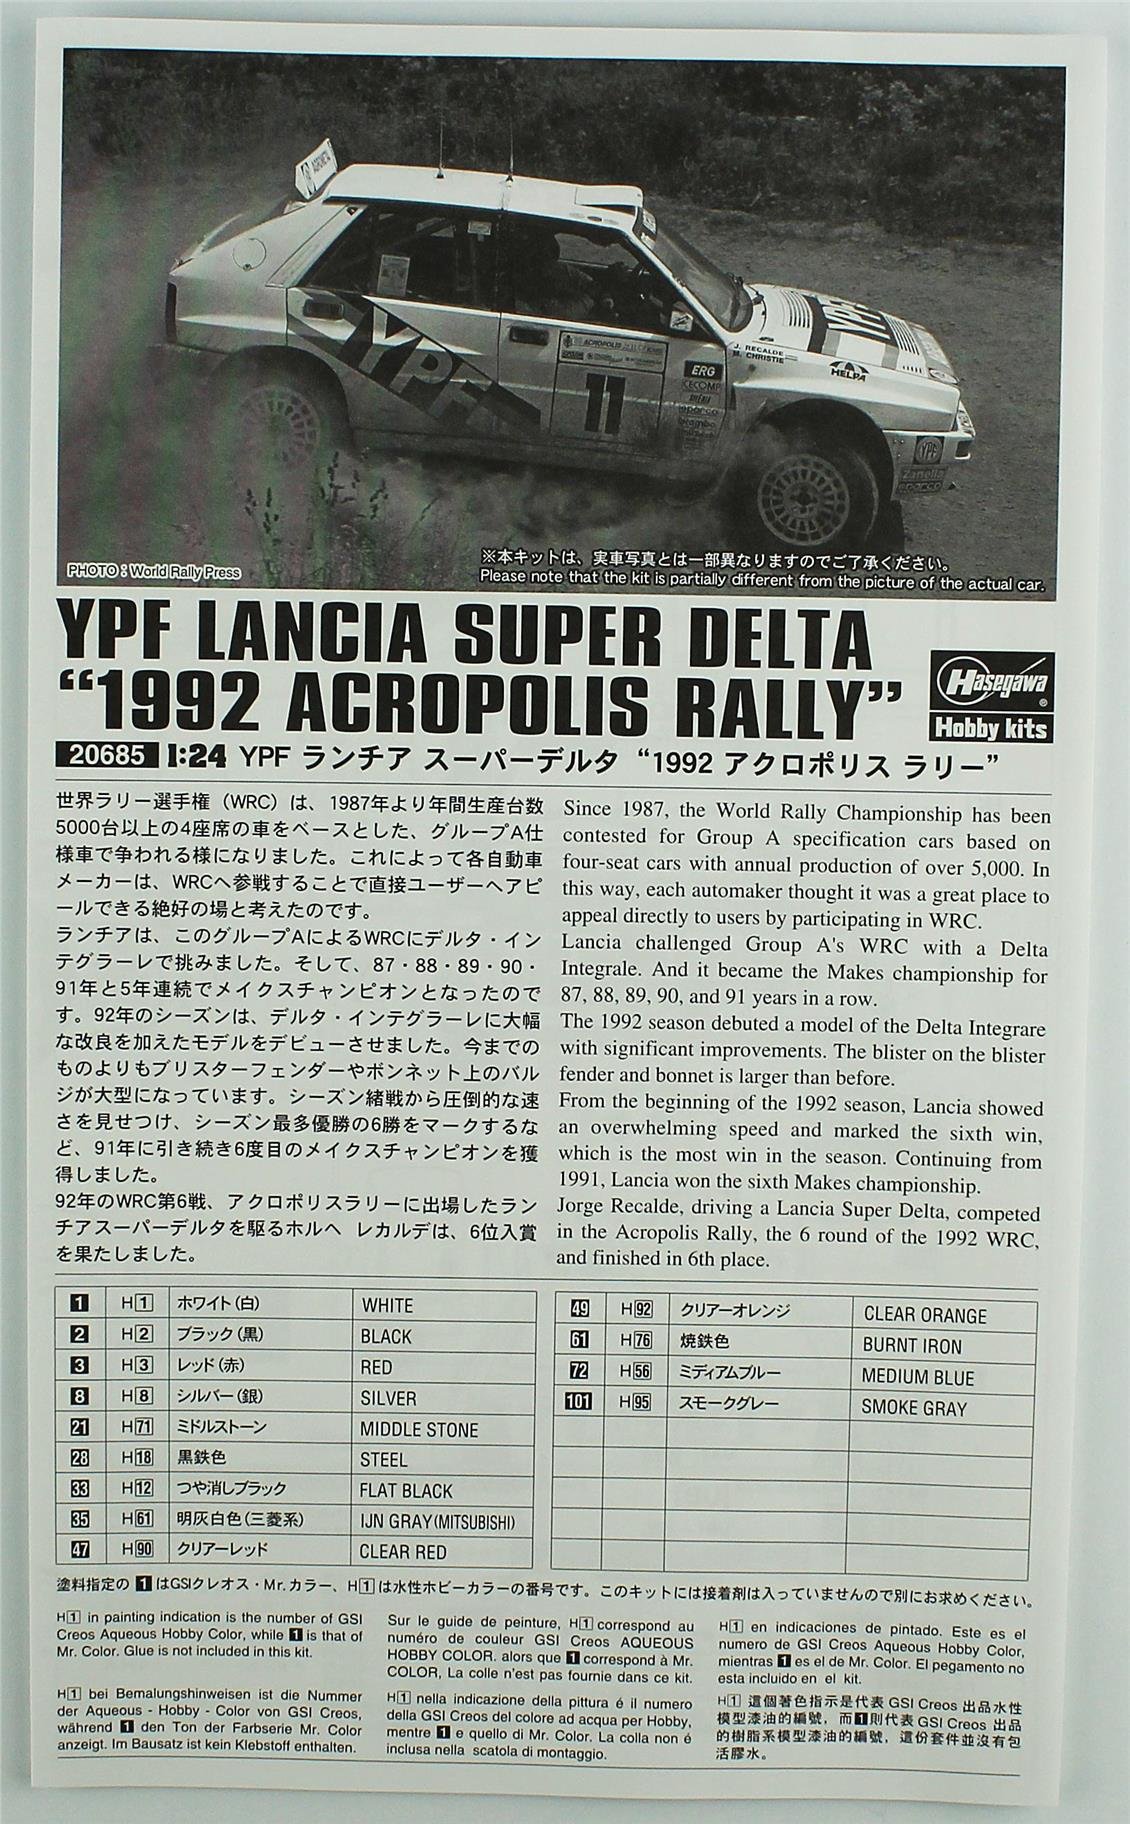 AGROMETAL
YPF
YPF
ACROPOLIS
11
ERG
CECOMP
sparco
brembo
J. RECALDE
M. CHRISTIE
HELPA
YPF
Zanella
sparco
※本キットは、実車写真とは一部異なりますのでご了承ください。
PHOTO : World Rally Press
Please note that the kit is partially different from the picture of the actual car.
YPF LANCIA SUPER DELTA
“1992 ACROPOLIS RALLY”
Hasegawa ®
Hobby kits
20685 1:24 YPF ランチア スーパーデルタ “1992 アクロポリス ラリー”
世界ラリー選手権（WRC）は、1987年より年間生産台数
5000台以上の4座席の車をベースとした、グループA仕
様車で争われる様になりました。これによって各自動車
メーカーは、WRCへ参戦することで直接ユーザーへアピ
ールできる絶好の場と考えたのです。
ランチアは、このグループAによるWRCにデルタ・イン
テグラーレで挑みました。そして、87・88・89・90・
91年と5年連続でメイクスチャンピオンとなったので
す。92年のシーズンは、デルタ・インテグラーレに大幅
な改良を加えたモデルをデビューさせました。今までの
ものよりもブリスターフェンダーやボンネット上のバル
ジが大型になっています。シーズン緒戦から圧倒的な速
さを見せつけ、シーズン最多優勝の6勝をマークするな
ど、91年に引き続き6度目のメイクスチャンピオンを獲
得しました。
92年のWRC第6戦、アクロポリスラリーに出場したラン
チアスーパーデルタを駆るホルヘ レカルデは、6位入賞
を果たしました。
Since 1987, the World Rally Championship has been
contested for Group A specification cars based on
four-seat cars with annual production of over 5,000. In
this way, each automaker thought it was a great place to
appeal directly to users by participating in WRC.
Lancia challenged Group A's WRC with a Delta
Integrale. And it became the Makes championship for
87, 88, 89, 90, and 91 years in a row.
The 1992 season debuted a model of the Delta Integrare
with significant improvements. The blister on the blister
fender and bonnet is larger than before.
From the beginning of the 1992 season, Lancia showed
an overwhelming speed and marked the sixth win,
which is the most win in the season. Continuing from
1991, Lancia won the sixth Makes championship.
Jorge Recalde, driving a Lancia Super Delta, competed
in the Acropolis Rally, the 6 round of the 1992 WRC,
and finished in 6th place.
1 H1 ホワイト（白） WHITE
2 H2 ブラック（黒） BLACK
3 H3 レッド（赤） RED
8 H8 シルバー（銀） SILVER
21 H71 ミドルストーン MIDDLE STONE
28 H18 黒鉄色 STEEL
33 H12 つや消しブラック FLAT BLACK
35 H61 明灰白色（三菱系） IJN GRAY(MITSUBISHI)
47 H90 クリアーレッド CLEAR RED
49 H92 クリアーオレンジ CLEAR ORANGE
61 H76 焼鉄色 BURNT IRON
72 H56 ミディアムブルー MEDIUM BLUE
101 H95 スモークグレー SMOKE GRAY
塗料指定の 1 はGSIクレオス・Mr.カラー、H1 は水性ホビーカラーの番号です。このキットには接着剤は入っていませんので別にお求めください。
H1 in painting indication is the number of GSI
Creos Aqueous Hobby Color, while 1 is that of
Mr. Color. Glue is not included in this kit.
Sur le guide de peinture, H1 correspond au
numéro de couleur GSI Creos AQUEOUS
HOBBY COLOR. alors que 1 correspond à Mr.
COLOR, La colle n'est pas fournie dans ce kit.
H1 en indicaciones de pintado. Este es el
numero de GSI Creos Aqueous Hobby Color,
mientras 1 es el de Mr. Color. El pegamento no
esta incluido en el kit.
H1 bei Bemalungshinweisen ist die Nummer
der Aqueous - Hobby - Color von GSI Creos,
während 1 den Ton der Farbserie Mr. Color
anzeigt. Im Bausatz ist kein Klebstoff enthalten.
H1 nella indicazione della pittura é il numero
della GSI Creos del colore ad acqua per Hobby,
mentre 1 e quello di Mr. Color. La colla non é
inclusa nella scatola di montaggio.
H1 這個著色指示是代表 GSI Creos 出品水性
模型漆油的編號，而1則代表 GSI Creos 出品
的樹脂系模型漆油的編號，這份套件並沒有包
活膠水。